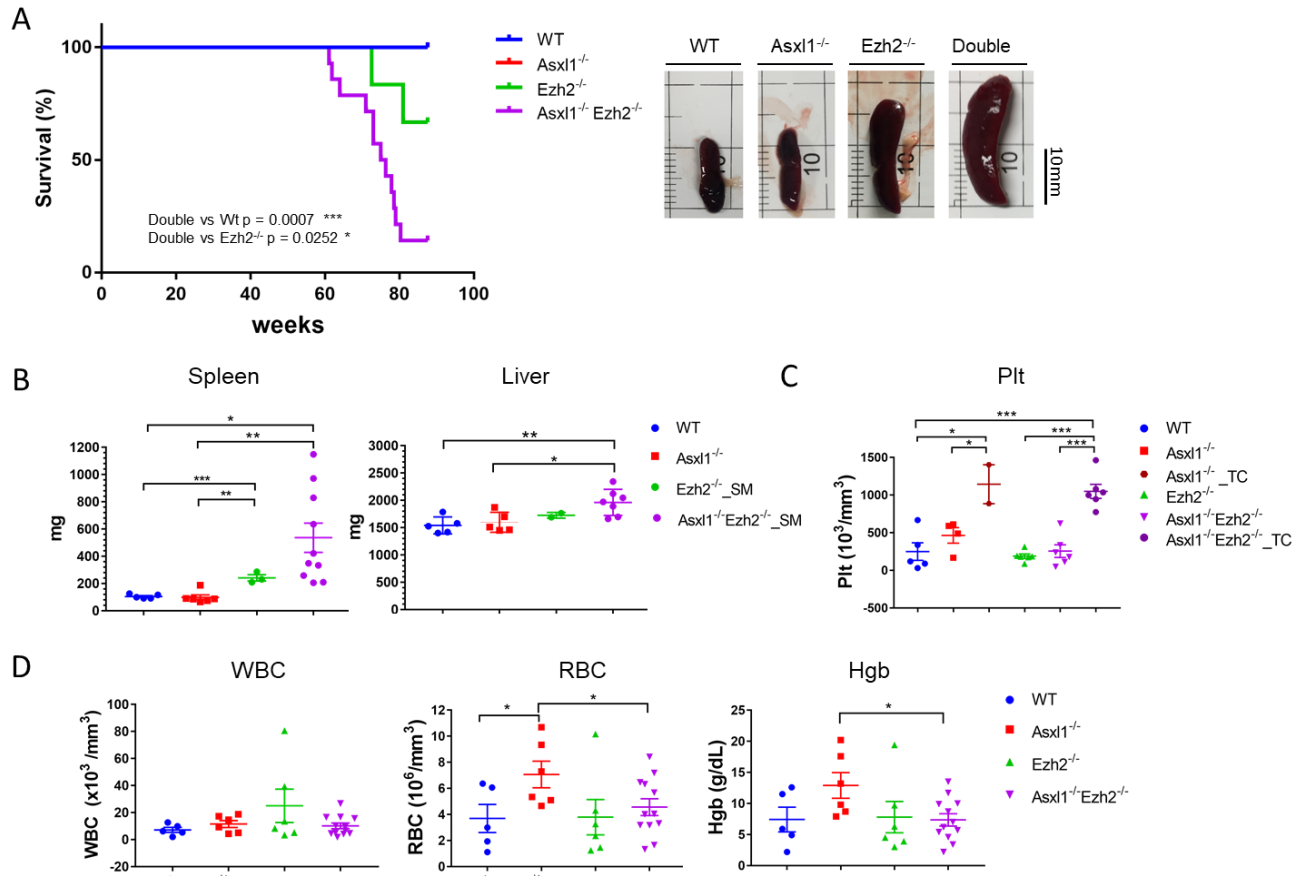 A
Survival (%)
100
50
0
0 20 40 60 80 100
weeks
Double vs Wt p = 0.0007 ***
Double vs Ezh2-/- p = 0.0252 *
WT
Asxl1-/-
Ezh2-/-
Asxl1-/- Ezh2-/-
WT Asxl1-/- Ezh2-/- Double
10 10 10 10
10mm
B
Spleen
mg
1200
1000
800
600
400
200
0
*
**
***
**
Liver
mg
3000
2500
2000
1500
1000
500
0
**
*
WT
Asxl1-/-
Ezh2-/-_SM
Asxl1-/-Ezh2-/-_SM
C
Plt
Plt (10³/mm³)
1500
1000
500
0
-500
***
* ***
* ***
WT
Asxl1-/-
Asxl1-/-_TC
Ezh2-/-
Asxl1-/-Ezh2-/-
Asxl1-/-Ezh2-/-_TC
D
WBC
WBC (x10³ /mm³)
100
80
60
40
20
0
-20
RBC
RBC (10⁶/mm³)
12
10
8
6
4
2
0
* *
Hgb
Hgb (g/dL)
25
20
15
10
5
0
*
WT
Asxl1-/-
Ezh2-/-
Asxl1-/-Ezh2-/-